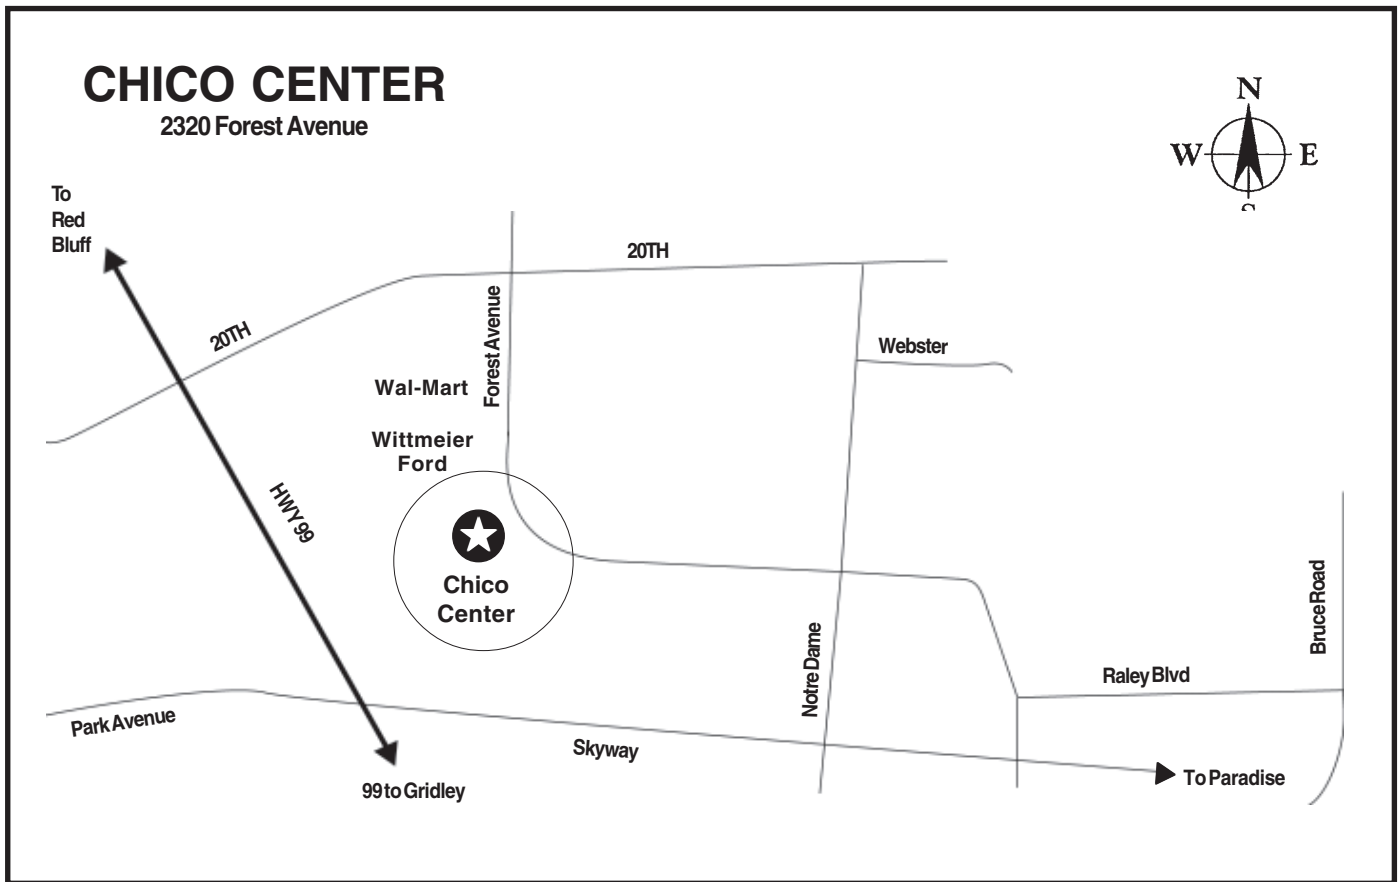 CHICO CENTER
2320 Forest Avenue
N
W
E
S
To
Red
Bluff
20TH
20TH
Forest Avenue
Webster
Wal-Mart
Wittmeier
Ford
HWY 99
Chico
Center
Notre Dame
Bruce Road
Raley Blvd
Park Avenue
Skyway
To Paradise
99 to Gridley